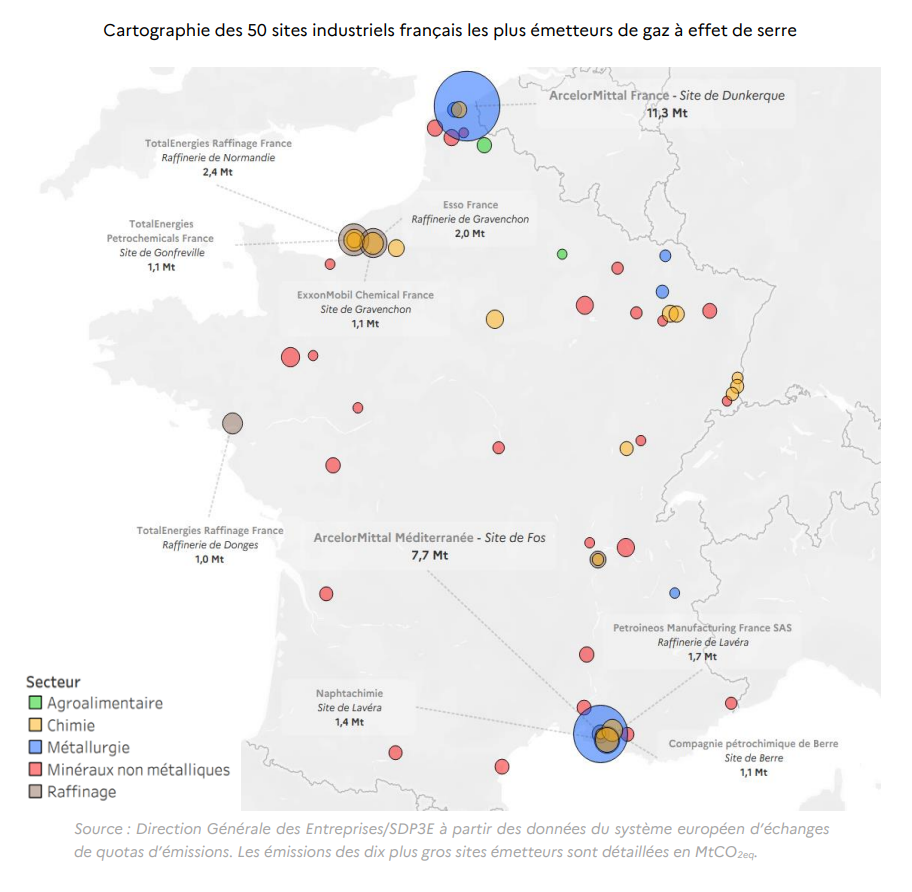 Cartographie des 50 sites industriels français les plus émetteurs de gaz à effet de serre
ArcelorMittal France - Site de Dunkerque
11,3 Mt
TotalEnergies Raffinage France
Raffinerie de Normandie
2,4 Mt
Esso France
Raffinerie de Gravenchon
2,0 Mt
TotalEnergies
Petrochemicals France
Site de Gonfreville
1,1 Mt
ExxonMobil Chemical France
Site de Gravenchon
1,1 Mt
TotalEnergies Raffinage France
Raffinerie de Donges
1,0 Mt
ArcelorMittal Méditerranée - Site de Fos
7,7 Mt
Petroineos Manufacturing France SAS
Raffinerie de Lavéra
1,7 Mt
Naphtachimie
Site de Lavéra
1,4 Mt
Compagnie pétrochimique de Berre
Site de Berre
1,1 Mt
Secteur
Agroalimentaire
Chimie
Métallurgie
Minéraux non métalliques
Raffinage
Source : Direction Générale des Entreprises/SDP3E à partir des données du système européen d'échanges
de quotas d'émissions. Les émissions des dix plus gros sites émetteurs sont détaillées en MtCO2eq.